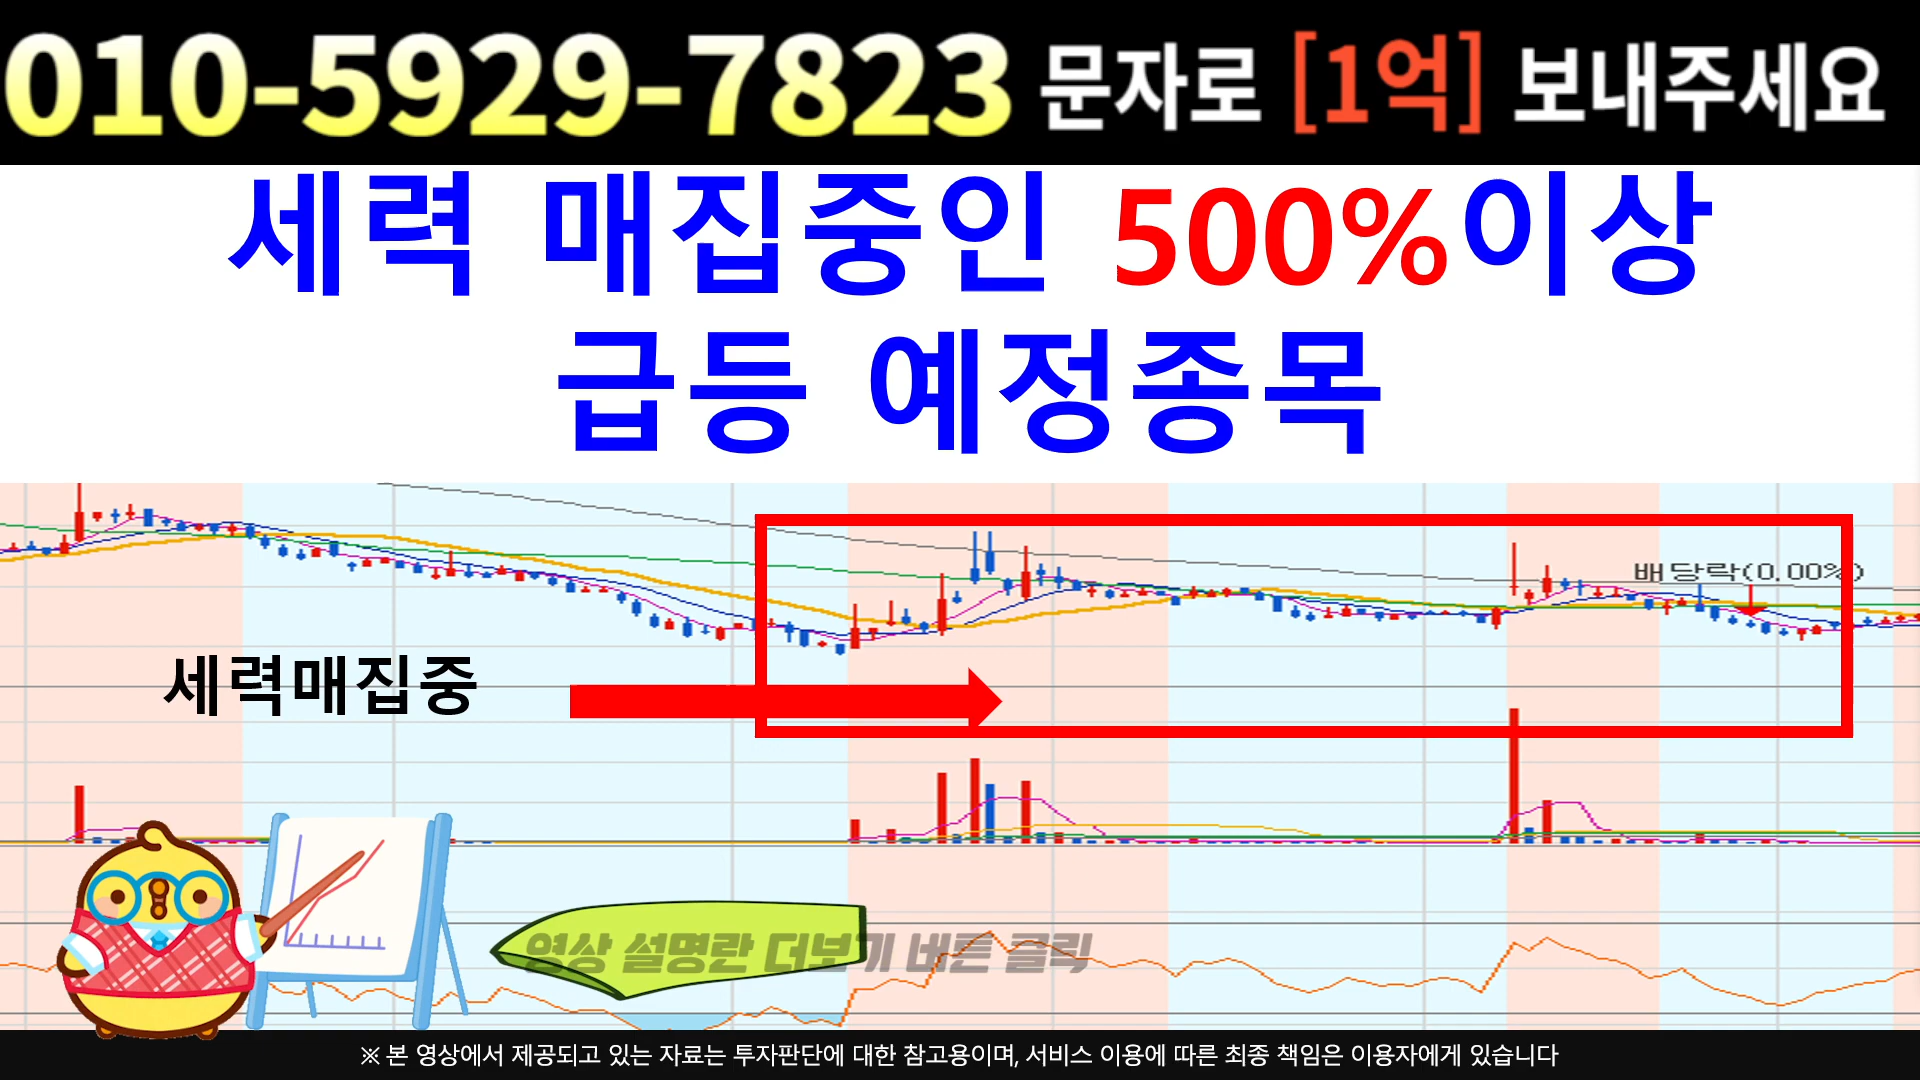 010-5929-7823 문자로 [1억] 보내주세요
세력 매집중인 500%이상
급등 예정종목
배당락(0.00%)
세력매집중
영상 설명란 더보기 버튼 클릭
※ 본 영상에서 제공되고 있는 자료는 투자판단에 대한 참고용이며, 서비스 이용에 따른 최종 책임은 이용자에게 있습니다